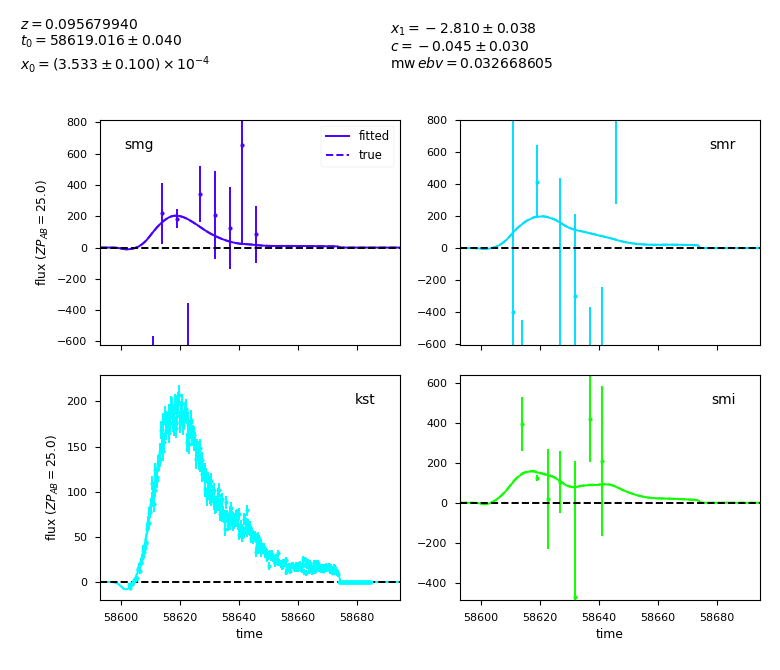 z = 0.095679940
t0 = 58619.016 ± 0.040
x0 = (3.533 ± 0.100) × 10^-4
x1 = −2.810 ± 0.038
c = −0.045 ± 0.030
mw ebv = 0.032668605
smg
fitted
true
flux (ZP_AB = 25.0)
800
600
400
200
0
−200
−400
−600
smr
800
600
400
200
0
−200
−400
−600
kst
flux (ZP_AB = 25.0)
200
150
100
50
0
58600 58620 58640 58660 58680
time
smi
600
400
200
0
−200
−400
58600 58620 58640 58660 58680
time